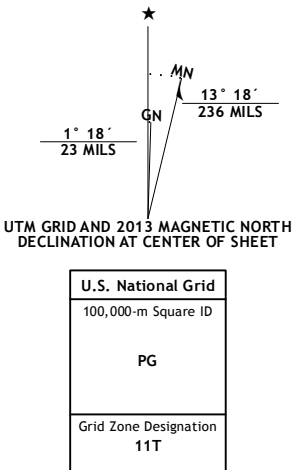 ★
MN
GN
13° 18´
236 MILS
1° 18´
23 MILS
UTM GRID AND 2013 MAGNETIC NORTH
DECLINATION AT CENTER OF SHEET
U.S. National Grid
100,000-m Square ID
PG
Grid Zone Designation
11T